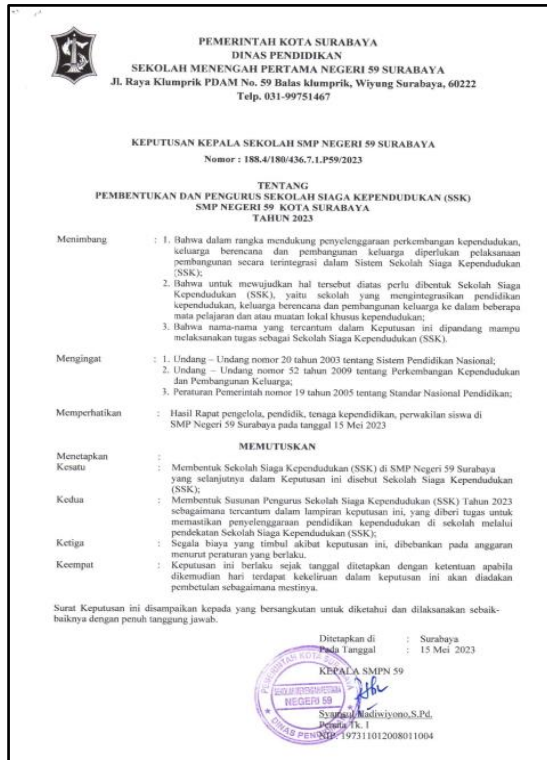 PEMERINTAH KOTA SURABAYA
DINAS PENDIDIKAN
SEKOLAH MENENGAH PERTAMA NEGERI 59 SURABAYA
Jl. Raya Klumprik PDAM No. 59 Balas klumprik, Wiyung Surabaya, 60222
Telp. 031-99751467
KEPUTUSAN KEPALA SEKOLAH SMP NEGERI 59 SURABAYA
Nomor : 188.4/180/436.7.1.P59/2023
TENTANG
PEMBENTUKAN DAN PENGURUS SEKOLAH SIAGA KEPENDUDUKAN (SSK)
SMP NEGERI 59 KOTA SURABAYA
TAHUN 2023
Menimbang : 1. Bahwa dalam rangka mendukung penyelenggaraan perkembangan kependudukan,
keluarga berencana dan pembangunan keluarga diperlukan pelaksanaan
pembangunan secara terintegrasi dalam Sistem Sekolah Siaga Kependudukan
(SSK);
2. Bahwa untuk mewujudkan hal tersebut diatas perlu dibentuk Sekolah Siaga
Kependudukan (SSK), yaitu sekolah yang mengintegrasikan pendidikan
kependudukan, keluarga berencana dan pembangunan keluarga ke dalam beberapa
mata pelajaran dan atau muatan lokal khusus kependudukan;
3. Bahwa nama-nama yang tercantum dalam Keputusan ini dipandang mampu
melaksanakan tugas sebagai Sekolah Siaga Kependudukan (SSK).
Mengingat : 1. Undang – Undang nomor 20 tahun 2003 tentang Sistem Pendidikan Nasional;
2. Undang – Undang nomor 52 tahun 2009 tentang Perkembangan Kependudukan
dan Pembangunan Keluarga;
3. Peraturan Pemerintah nomor 19 tahun 2005 tentang Standar Nasional Pendidikan;
Memperhatikan : Hasil Rapat pengelola, pendidik, tenaga kependidikan, perwakilan siswa di
SMP Negeri 59 Surabaya pada tanggal 15 Mei 2023
MEMUTUSKAN
Menetapkan :
Kesatu : Membentuk Sekolah Siaga Kependudukan (SSK) di SMP Negeri 59 Surabaya
yang selanjutnya dalam Keputusan ini disebut Sekolah Siaga Kependudukan
(SSK);
Kedua : Membentuk Susunan Pengurus Sekolah Siaga Kependudukan (SSK) Tahun 2023
sebagaimana tercantum dalam lampiran keputusan ini, yang diberi tugas untuk
memastikan penyelenggaraan pendidikan kependudukan di sekolah melalui
pendekatan Sekolah Siaga Kependudukan (SSK);
Ketiga : Segala biaya yang timbul akibat keputusan ini, dibebankan pada anggaran
menurut peraturan yang berlaku.
Keempat : Keputusan ini berlaku sejak tanggal ditetapkan dengan ketentuan apabila
dikemudian hari terdapat kekeliruan dalam keputusan ini akan diadakan
pembetulan sebagaimana mestinya.
Surat Keputusan ini disampaikan kepada yang bersangkutan untuk diketahui dan dilaksanakan sebaik-
baiknya dengan penuh tanggung jawab.
Ditetapkan di : Surabaya
Pada Tanggal : 15 Mei 2023
KEPALA SMPN 59
PEMERINTAH KOTA SURABAYA
SEKOLAH MENENGAH PERTAMA
NEGERI 59
DINAS PENDIDIKAN
Syamsul Hadiwiyono,S.Pd.
Penata Tk. I
NIP. 197311012008011004